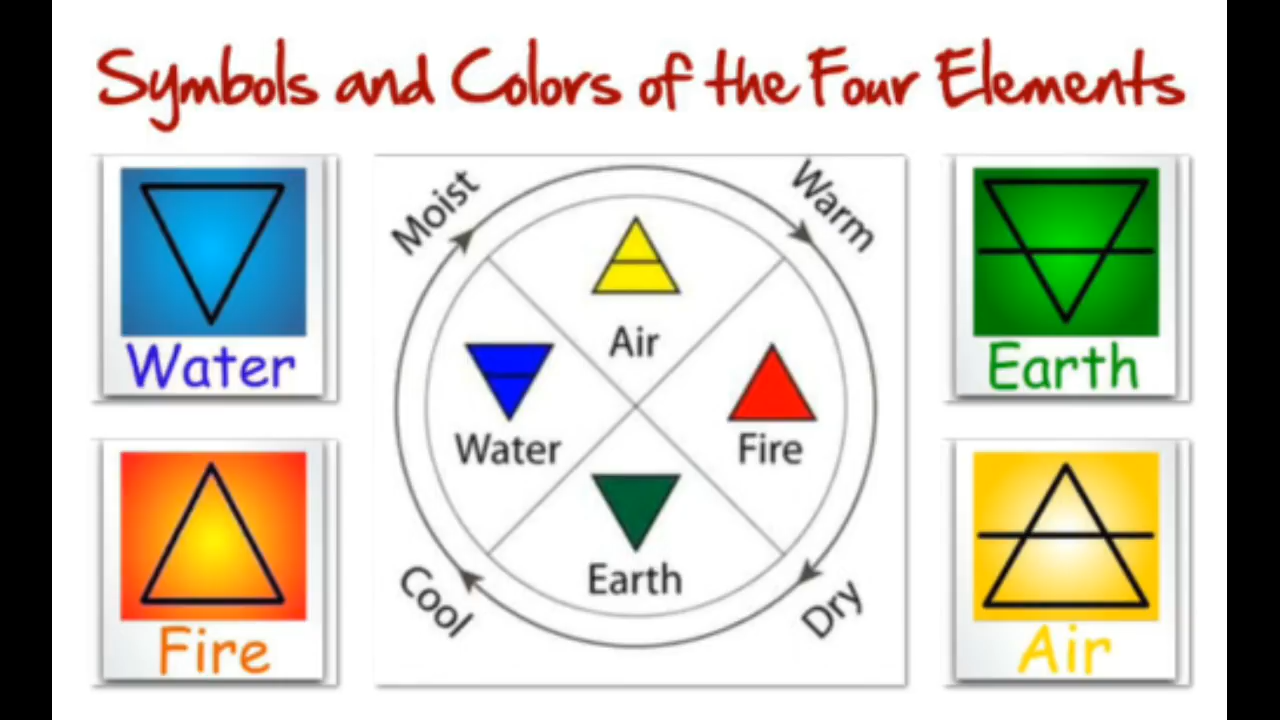 Symbols and Colors of the Four Elements
Water
Fire
Moist
Warm
Air
Water
Fire
Earth
Cool
Dry
Earth
Air